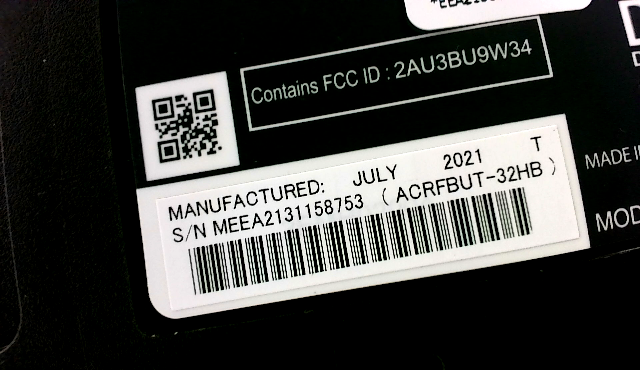 Contains FCC ID : 2AU3BU9W34
MANUFACTURED: JULY 2021 T
S/N MEEA2131158753 (ACRFBUT-32HB)
MADE
MOD